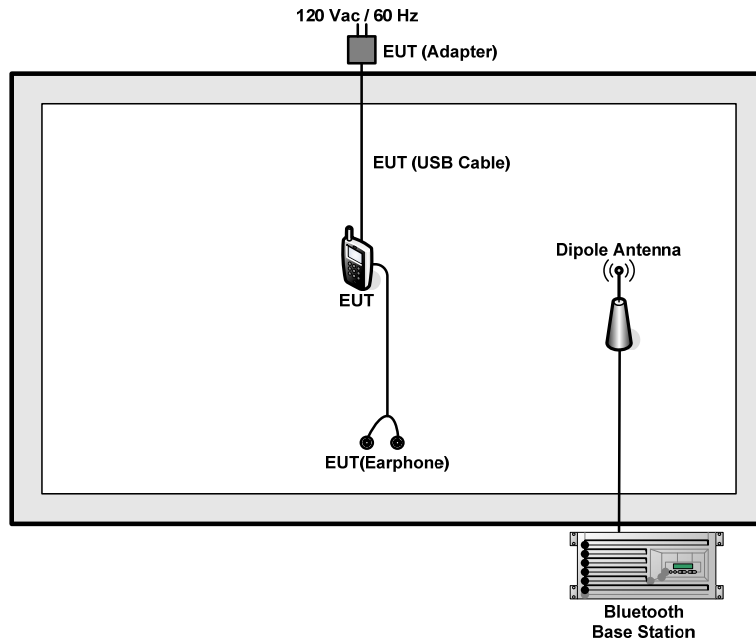 120 Vac / 60 Hz
EUT (Adapter)
EUT (USB Cable)
Dipole Antenna
EUT
EUT(Earphone)
Bluetooth
Base Station